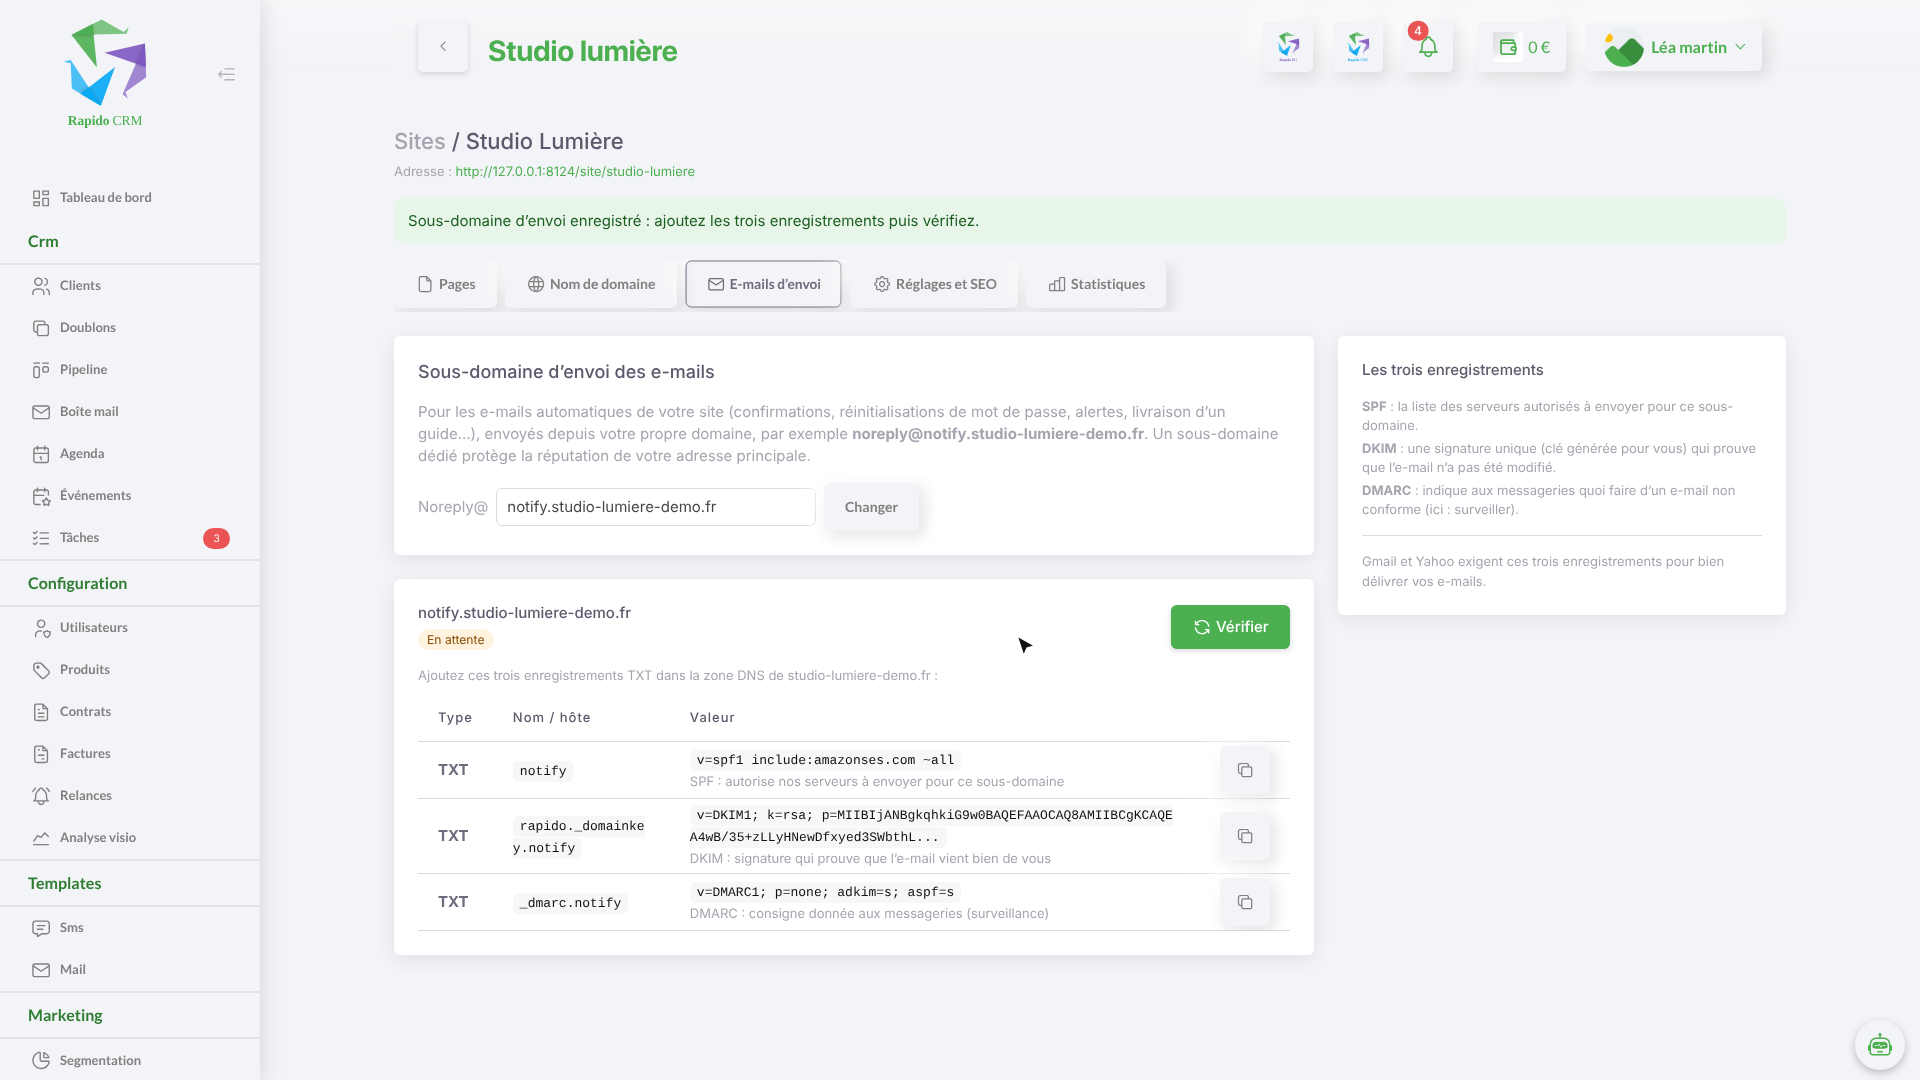 Rapido CRM
Studio lumière
4
0 €
Léa martin
Tableau de bord
Crm
Clients
Doublons
Pipeline
Boîte mail
Agenda
Événements
Tâches
3
Configuration
Utilisateurs
Produits
Contrats
Factures
Relances
Analyse visio
Templates
Sms
Mail
Marketing
Segmentation
Sites / Studio Lumière
Adresse : http://127.0.0.1:8124/site/studio-lumiere
Sous-domaine d’envoi enregistré : ajoutez les trois enregistrements puis vérifiez.
Pages
Nom de domaine
E-mails d’envoi
Réglages et SEO
Statistiques
Sous-domaine d’envoi des e-mails
Pour les e-mails automatiques de votre site (confirmations, réinitialisations de mot de passe, alertes, livraison d’un
guide…), envoyés depuis votre propre domaine, par exemple noreply@notify.studio-lumiere-demo.fr. Un sous-domaine
dédié protège la réputation de votre adresse principale.
Noreply@
notify.studio-lumiere-demo.fr
Changer
notify.studio-lumiere-demo.fr
En attente
Vérifier
Ajoutez ces trois enregistrements TXT dans la zone DNS de studio-lumiere-demo.fr :
Type Nom / hôte Valeur
TXT notify v=spf1 include:amazonses.com ~all
SPF : autorise nos serveurs à envoyer pour ce sous-domaine
TXT rapido._domainke
y.notify
v=DKIM1; k=rsa; p=MIIBIjANBgkqhkiG9w0BAQEFAAOCAQ8AMIIBCgKCAQE
A4wB/35+zLLyHNewDfxyed3SWbthL...
DKIM : signature qui prouve que l’e-mail vient bien de vous
TXT _dmarc.notify v=DMARC1; p=none; adkim=s; aspf=s
DMARC : consigne donnée aux messageries (surveillance)
Les trois enregistrements
SPF : la liste des serveurs autorisés à envoyer pour ce sous-
domaine.
DKIM : une signature unique (clé générée pour vous) qui prouve
que l’e-mail n’a pas été modifié.
DMARC : indique aux messageries quoi faire d’un e-mail non
conforme (ici : surveiller).
Gmail et Yahoo exigent ces trois enregistrements pour bien
délivrer vos e-mails.